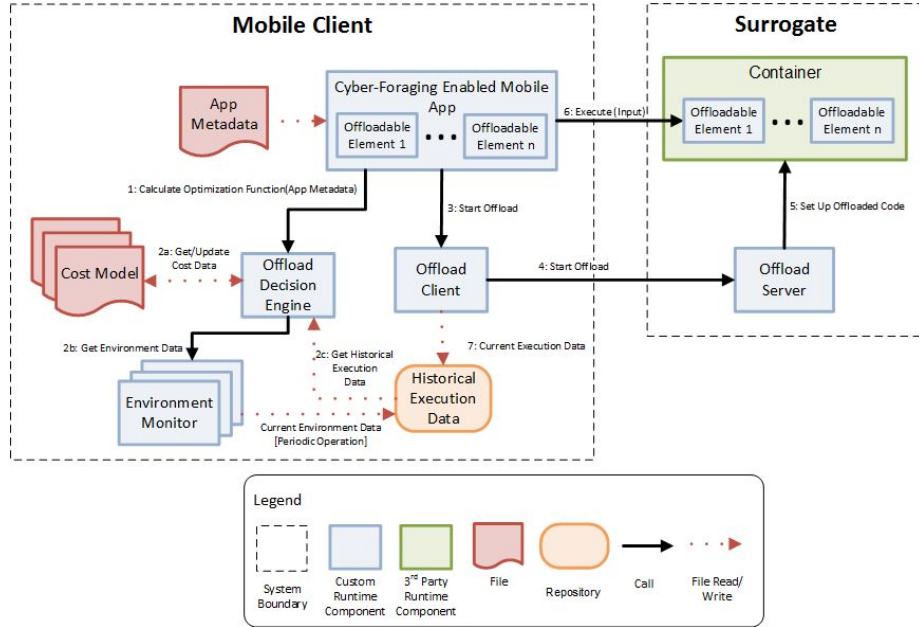 Mobile Client
Surrogate
App
Metadata
Cyber-Foraging Enabled Mobile
App
Offloadable
Element 1
Offloadable
Element n
6: Execute (Input)
Container
Offloadable
Element 1
Offloadable
Element n
1: Calculate Optimization Function(App Metadata)
3: Start Offload
5: Set Up Offloaded Code
Cost Model
2a: Get/Update
Cost Data
Offload
Decision
Engine
Offload
Client
4: Start Offload
Offload
Server
2b: Get Environment Data
2c: Get Historical
Execution
Data
7: Current Execution Data
Environment
Monitor
Current Environment Data
[Periodic Operation]
Historical
Execution
Data
Legend
System
Boundary
Custom
Runtime
Component
3rd Party
Runtime
Component
File
Repository
Call
File Read/
Write